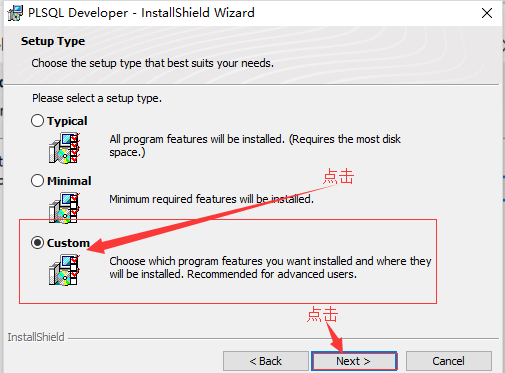 PLSQL Developer - InstallShield Wizard
Setup Type
Choose the setup type that best suits your needs.
Please select a setup type.
Typical
All program features will be installed. (Requires the most disk
space.)
Minimal
点击
Minimum required features will be installed.
Custom
Choose which program features you want installed and where they
will be installed. Recommended for advanced users.
点击
InstallShield
< Back
Next >
Cancel